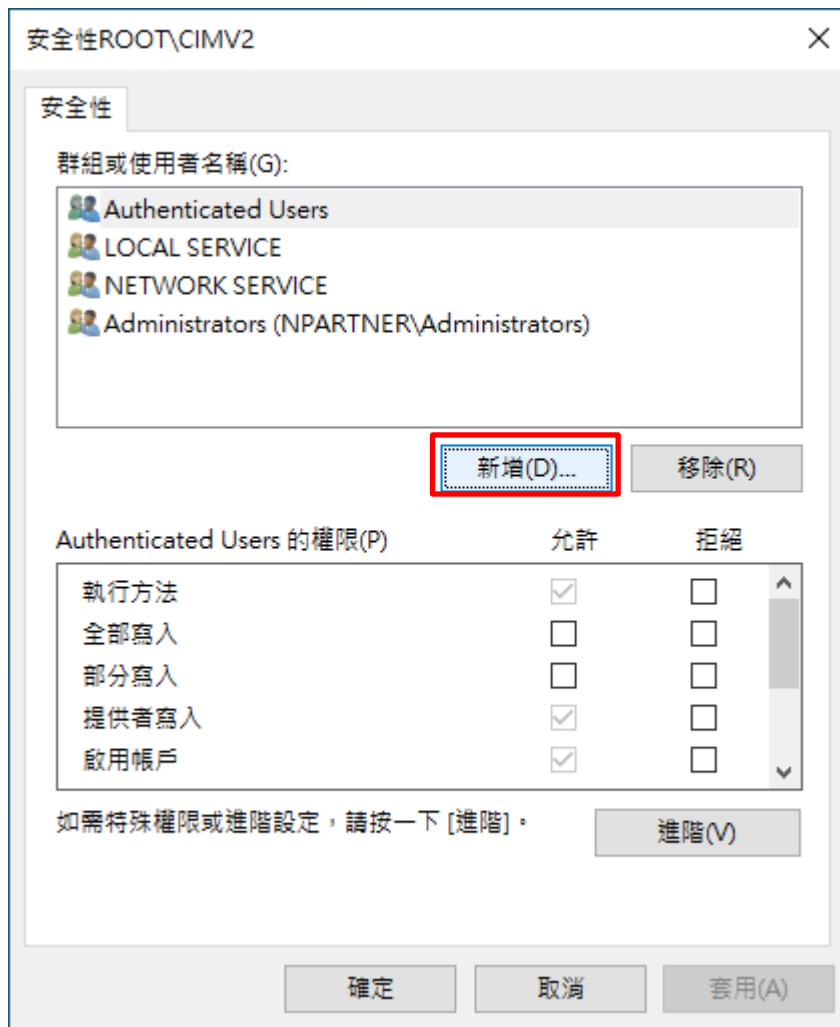 安全性ROOT\CIMV2
安全性
群組或使用者名稱(G):
Authenticated Users
LOCAL SERVICE
NETWORK SERVICE
Administrators (NPARTNER\Administrators)
新增(D)... 移除(R)
Authenticated Users 的權限(P) 允許 拒絕
執行方法
全部寫入
部分寫入
提供者寫入
啟用帳戶
如需特殊權限或進階設定，請按一下 [進階]。 進階(V)
確定 取消 套用(A)